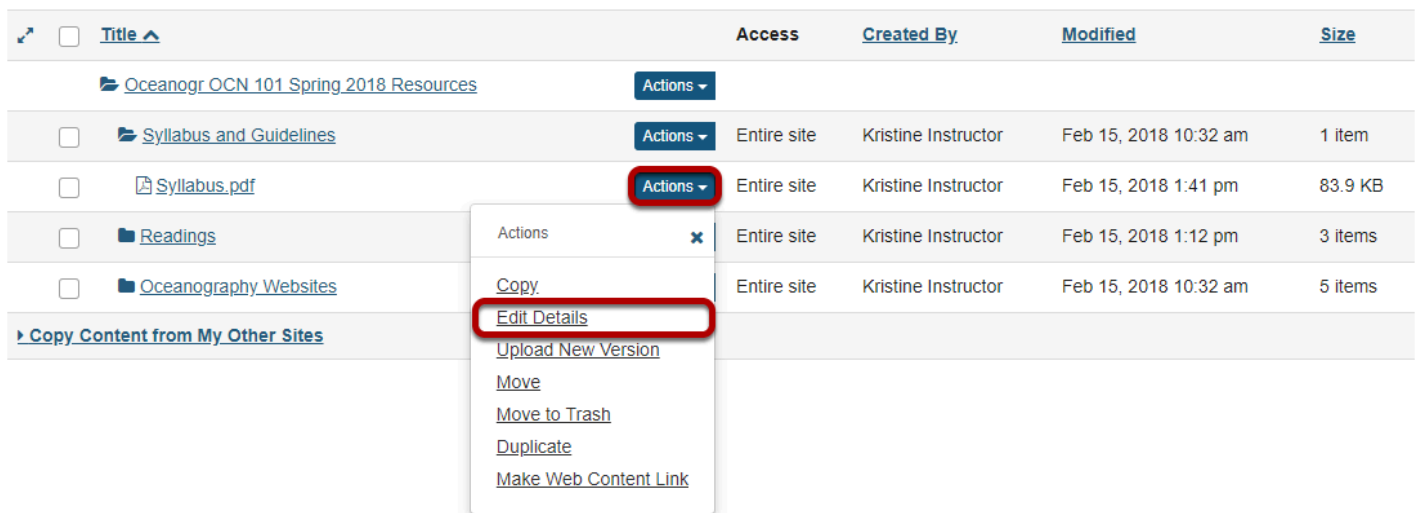 Title Access Created By Modified Size
Oceanogr OCN 101 Spring 2018 Resources Actions
Syllabus and Guidelines Actions Entire site Kristine Instructor Feb 15, 2018 10:32 am 1 item
Syllabus.pdf Actions Entire site Kristine Instructor Feb 15, 2018 1:41 pm 83.9 KB
Readings Entire site Kristine Instructor Feb 15, 2018 1:12 pm 3 items
Oceanography Websites Entire site Kristine Instructor Feb 15, 2018 10:32 am 5 items
Copy Content from My Other Sites
Actions
Copy
Edit Details
Upload New Version
Move
Move to Trash
Duplicate
Make Web Content Link